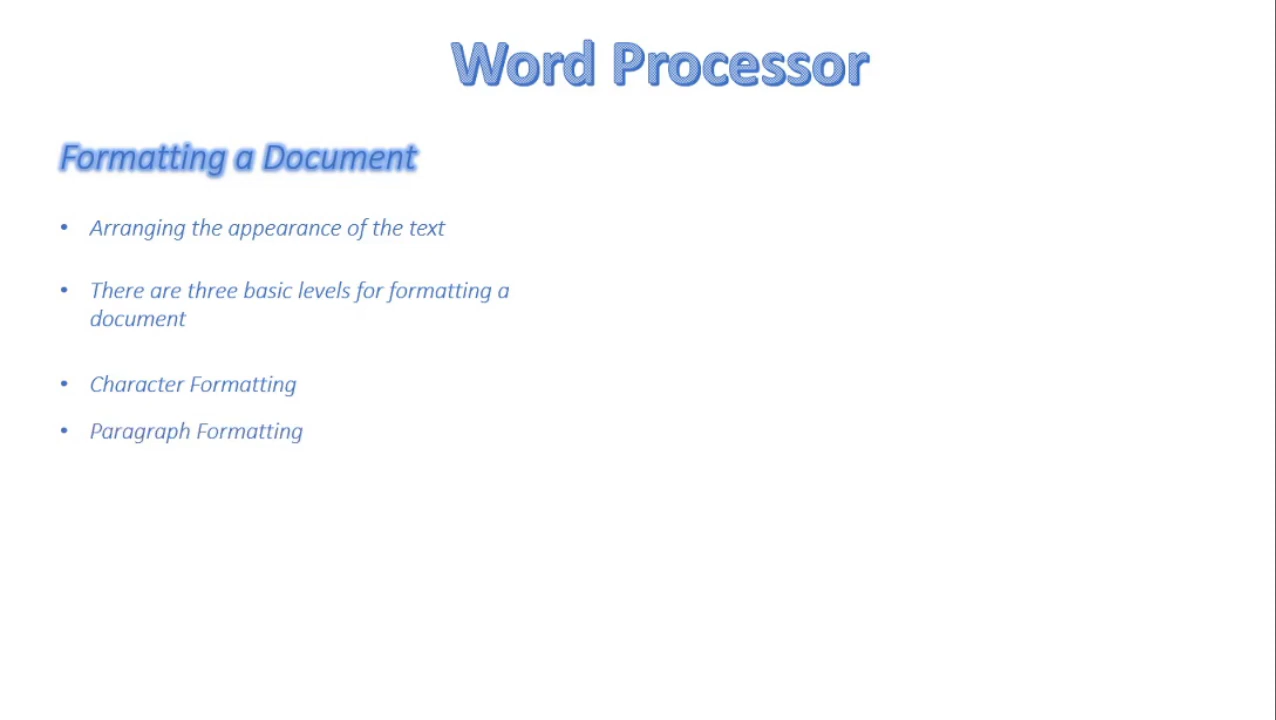 Word Processor
Formatting a Document
• Arranging the appearance of the text
• There are three basic levels for formatting a
document
• Character Formatting
• Paragraph Formatting